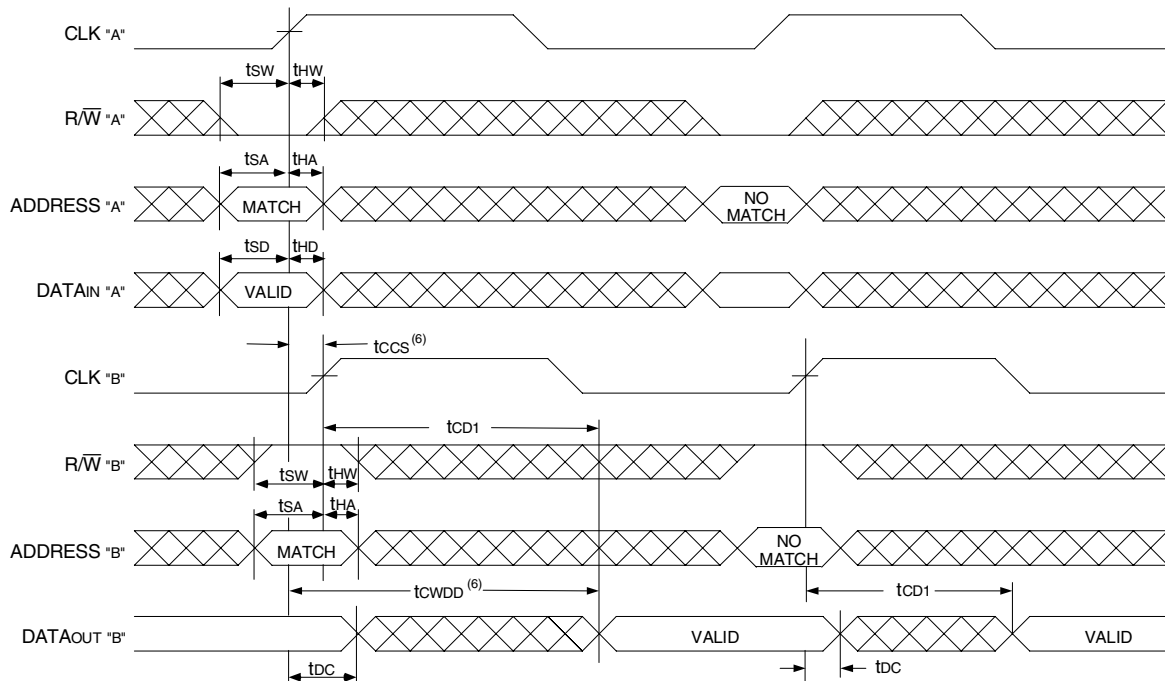 CLK "A"
tSW tHW
R/W̅ "A"
tSA tHA
ADDRESS "A" MATCH NO MATCH
tSD tHD
DATAIN "A" VALID
tCCS(6)
CLK "B"
tCD1
R/W̅ "B"
tSW tHW
tSA tHA
ADDRESS "B" MATCH NO MATCH
tCWDD(6) tCD1
DATAOUT "B" VALID VALID
tDC tDC